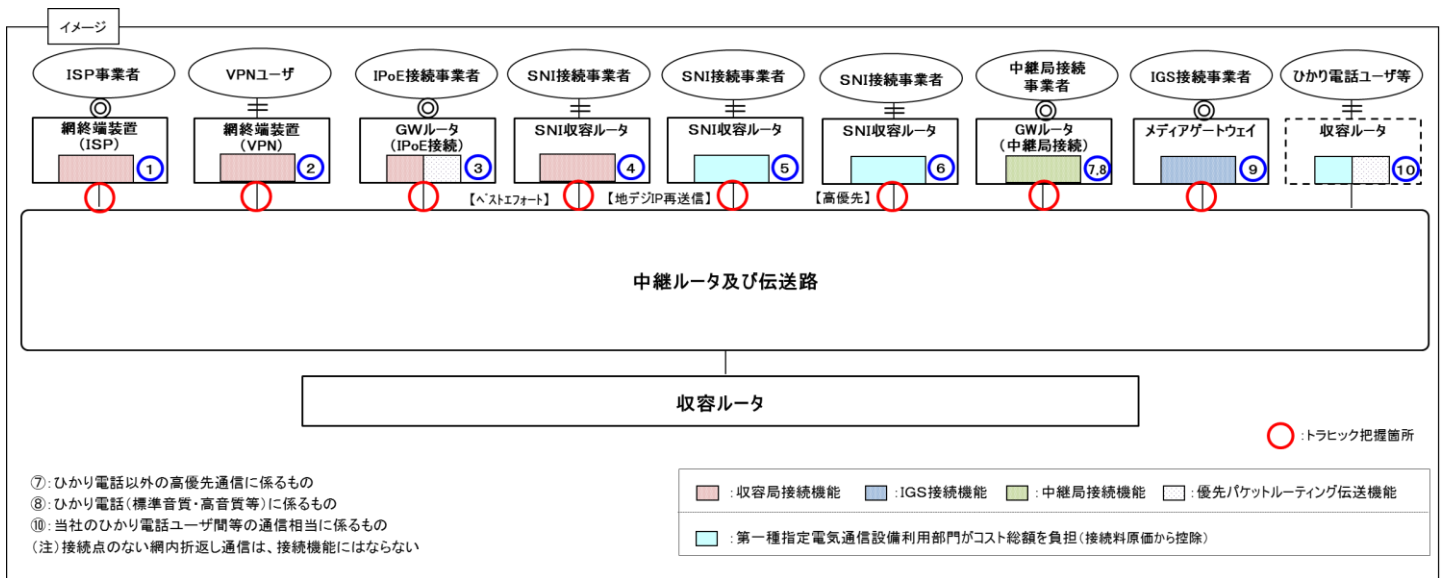 イメージ
ISP事業者
VPNユーザ
IPoE接続事業者
SNI接続事業者
SNI接続事業者
SNI接続事業者
中継局接続
事業者
IGS接続事業者
ひかり電話ユーザ等
網終端装置
(ISP)
①
網終端装置
(VPN)
②
GWルータ
(IPoE接続)
③
SNI収容ルータ
④
SNI収容ルータ
⑤
SNI収容ルータ
⑥
GWルータ
(中継局接続)
7,8
メディアゲートウェイ
⑨
収容ルータ
⑩
【ベストエフォート】
【地デジIP再送信】
【高優先】
中継ルータ及び伝送路
収容ルータ
:トラヒック把握箇所
⑦:ひかり電話以外の高優先通信に係るもの
⑧:ひかり電話(標準音質・高音質等)に係るもの
⑩:当社のひかり電話ユーザ間等の通信相当に係るもの
(注)接続点のない網内折返し通信は、接続機能にはならない
:収容局接続機能
:IGS接続機能
:中継局接続機能
:優先パケットルーティング伝送機能
:第一種指定電気通信設備利用部門がコスト総額を負担(接続料原価から控除)